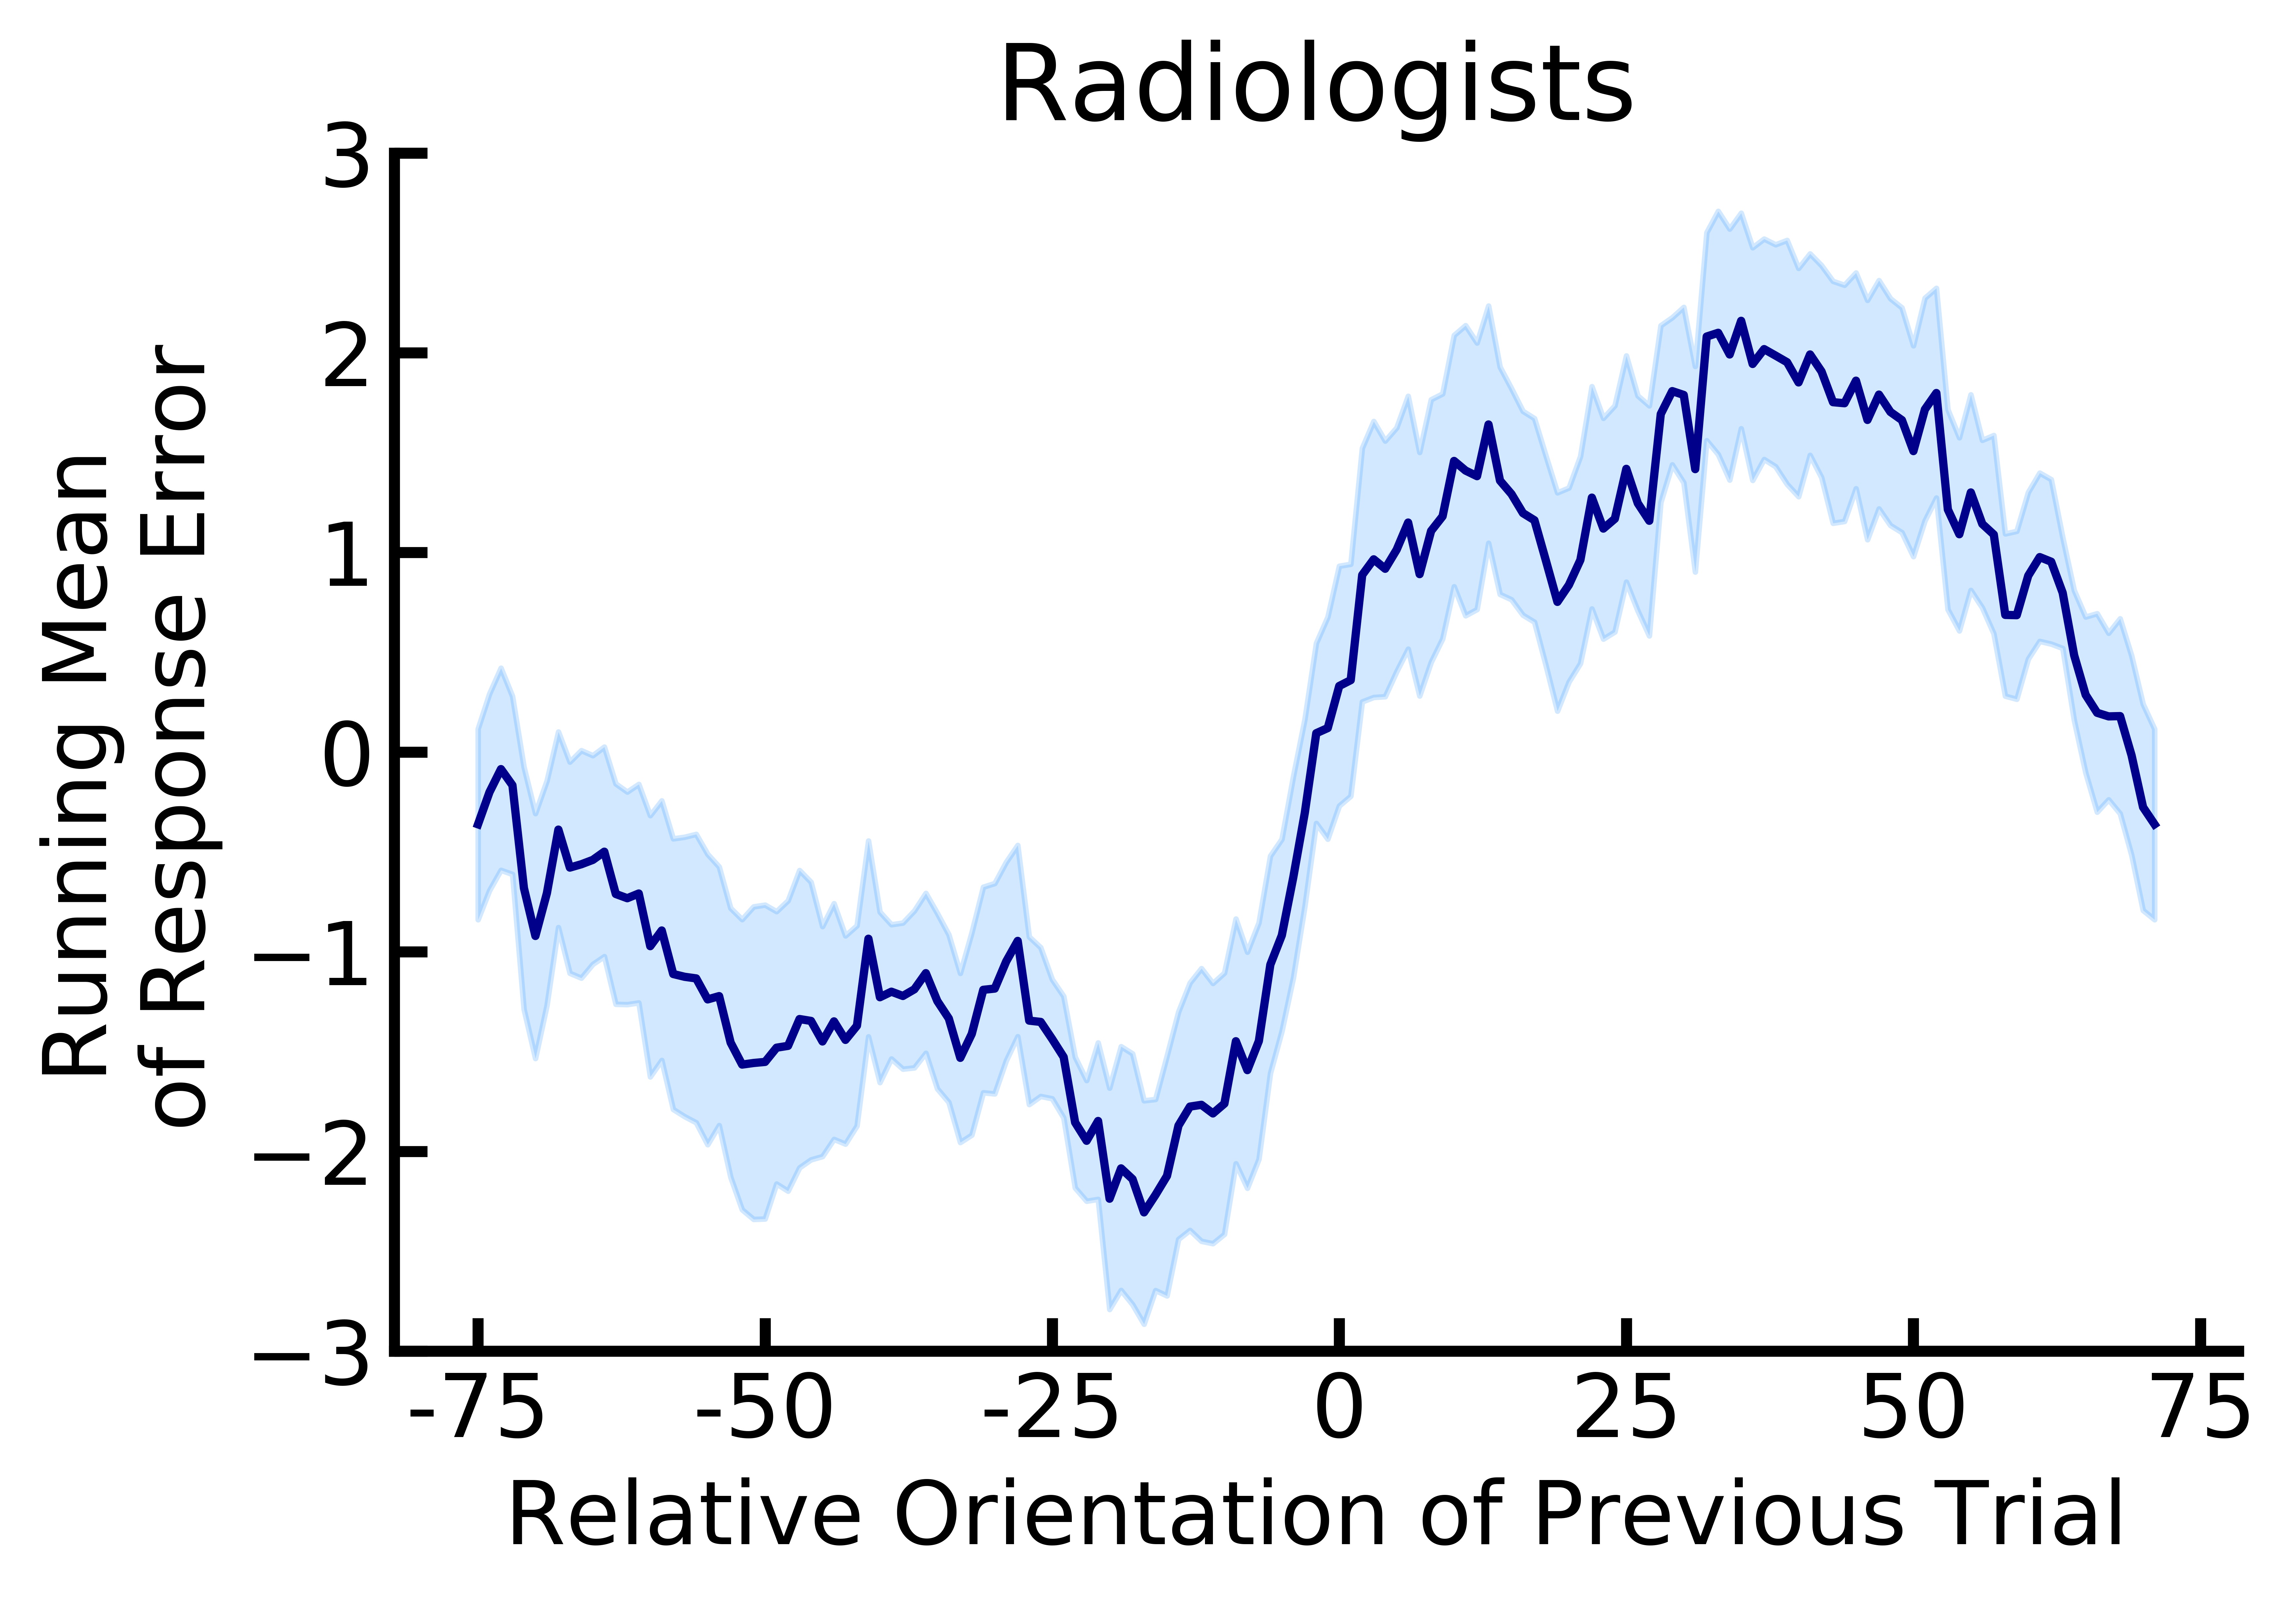 Radiologists
Running Mean
of Response Error
3
2
1
0
−1
−2
−3
-75 -50 -25 0 25 50 75
Relative Orientation of Previous Trial